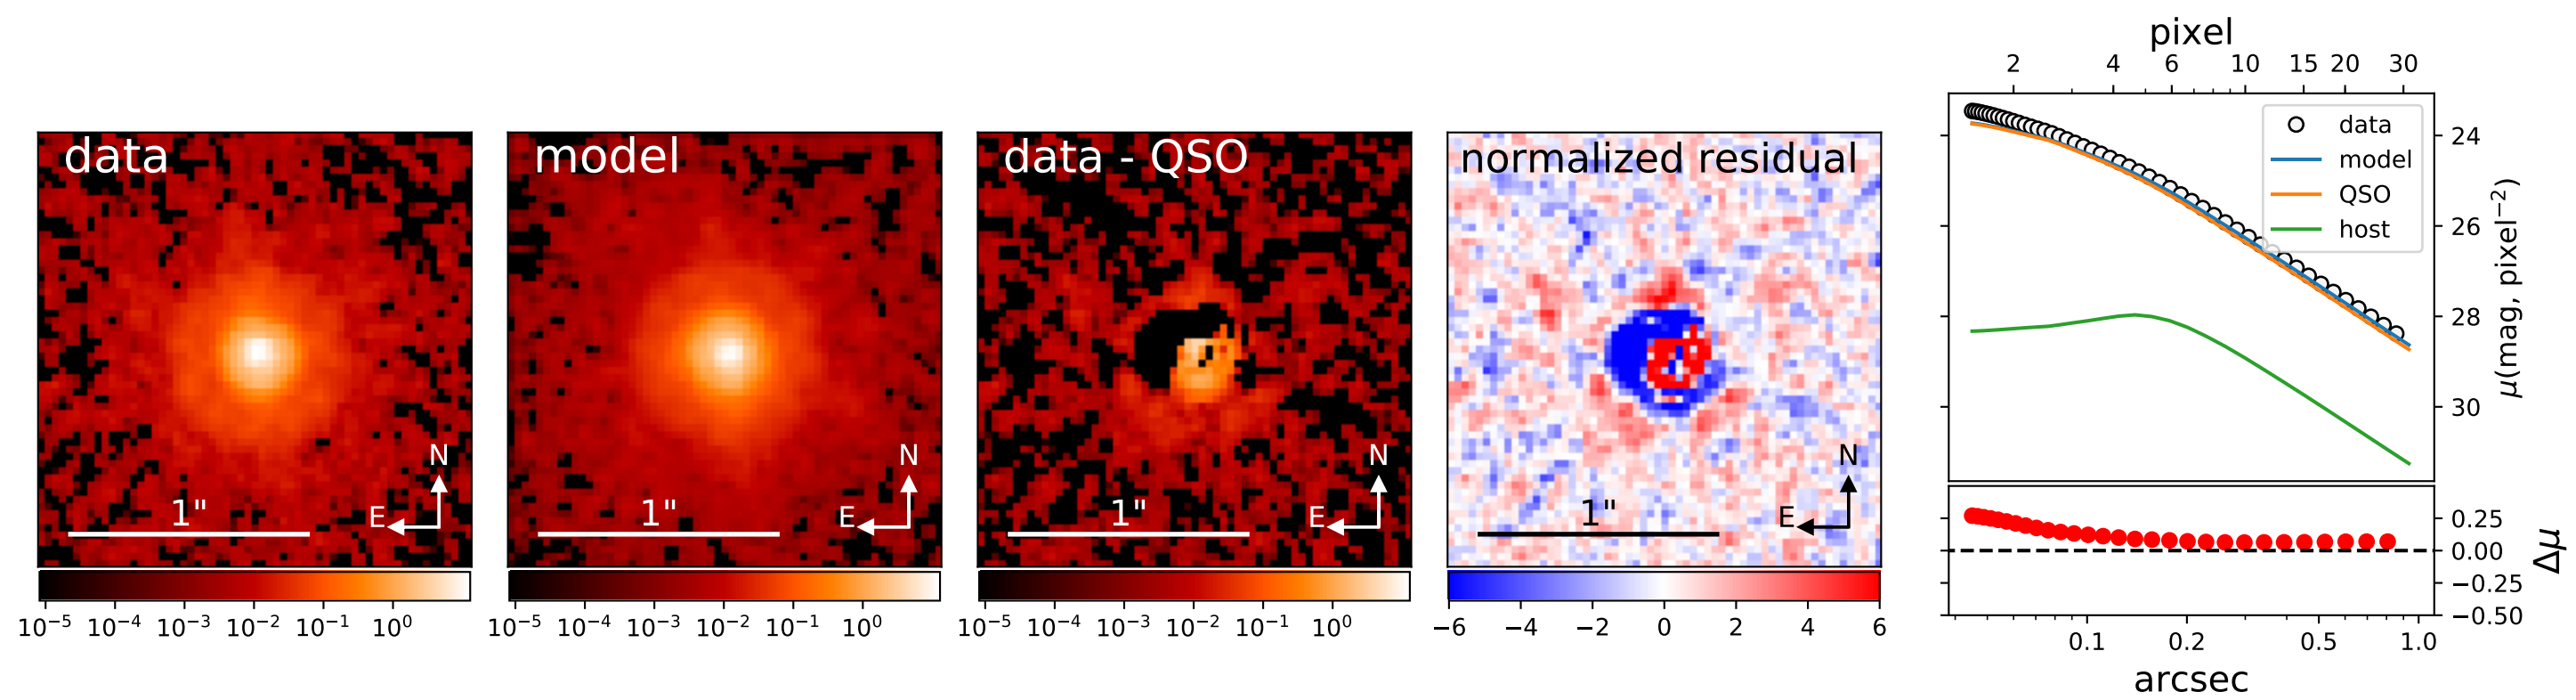 data
N
E
1"
10⁻⁵ 10⁻⁴ 10⁻³ 10⁻² 10⁻¹ 10⁰
model
N
E
1"
10⁻⁵ 10⁻⁴ 10⁻³ 10⁻² 10⁻¹ 10⁰
data - QSO
N
E
1"
10⁻⁵ 10⁻⁴ 10⁻³ 10⁻² 10⁻¹ 10⁰
normalized residual
N
E
1"
−6 −4 −2 0 2 4 6
pixel
2 4 6 10 15 20 30
data
model
QSO
host
24
26
28
30
μ(mag, pixel⁻²)
0.25
0.00
−0.25
−0.50
Δμ
0.1 0.2 0.5 1.0
arcsec